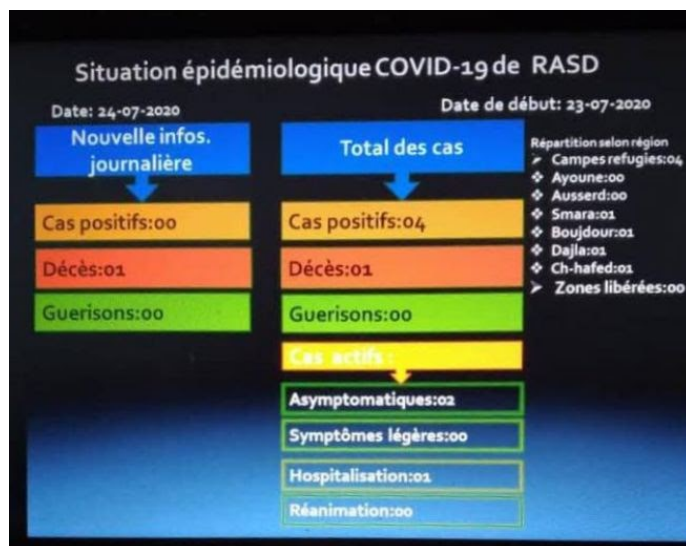 Situation épidémiologique COVID-19 de RASD
Date: 24-07-2020
Date de début: 23-07-2020
Nouvelle infos.
journalière
Cas positifs:00
Décès:01
Guerisons:00
Total des cas
Cas positifs:04
Décès:01
Guerisons:00
Cas actifs :
Asymptomatiques:02
Symptômes légères:00
Hospitalisation:01
Réanimation:00
Répartition selon région
➢ Campes refugies:04
❖ Ayoune:00
❖ Ausserd:00
❖ Smara:01
❖ Boujdour:01
❖ Dajla:01
❖ Ch-hafed:01
➢ Zones libérées:00